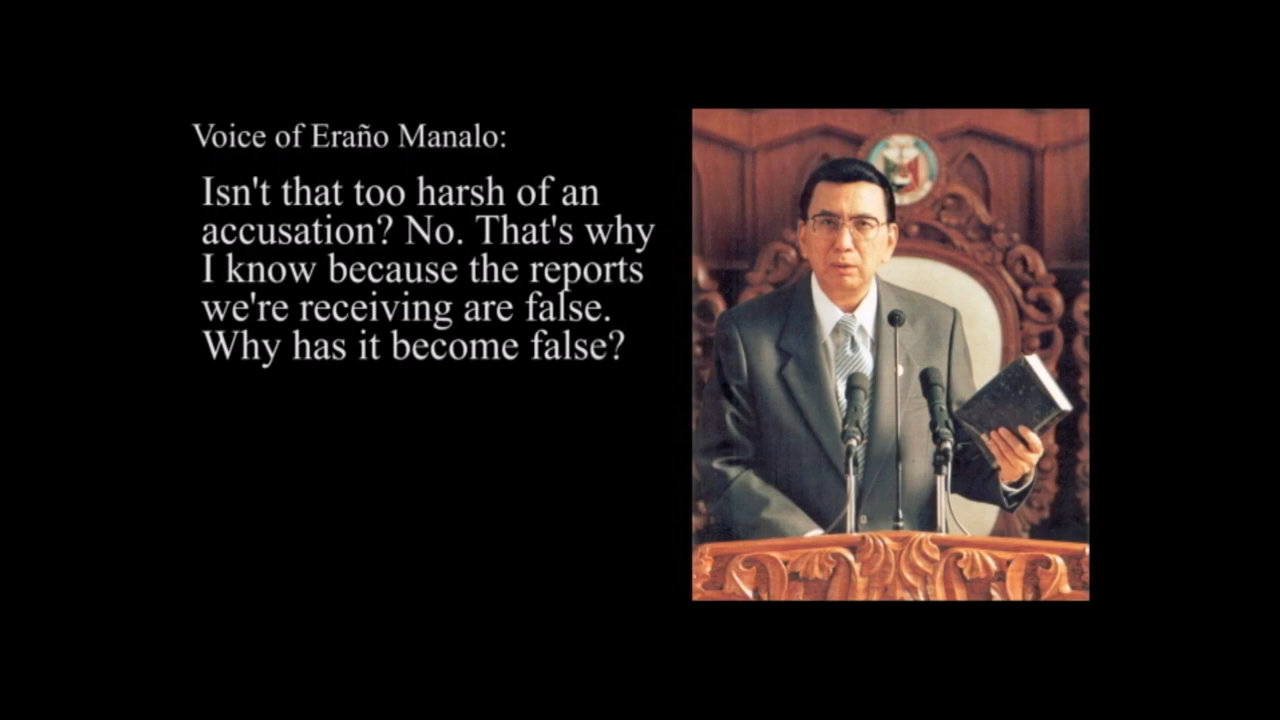 Voice of Eraño Manalo:
Isn't that too harsh of an
accusation? No. That's why
I know because the reports
we're receiving are false.
Why has it become false?